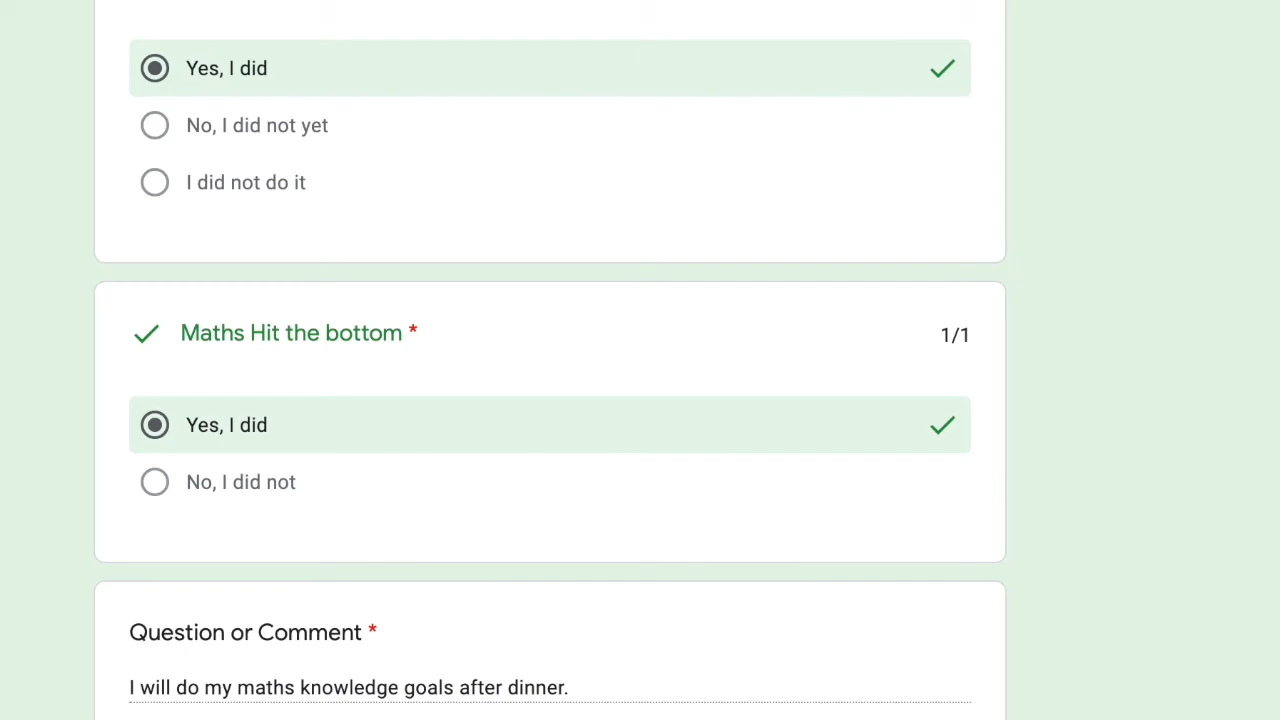 Yes, I did
No, I did not yet
I did not do it
Maths Hit the bottom *
1/1
Yes, I did
No, I did not
Question or Comment *
I will do my maths knowledge goals after dinner.